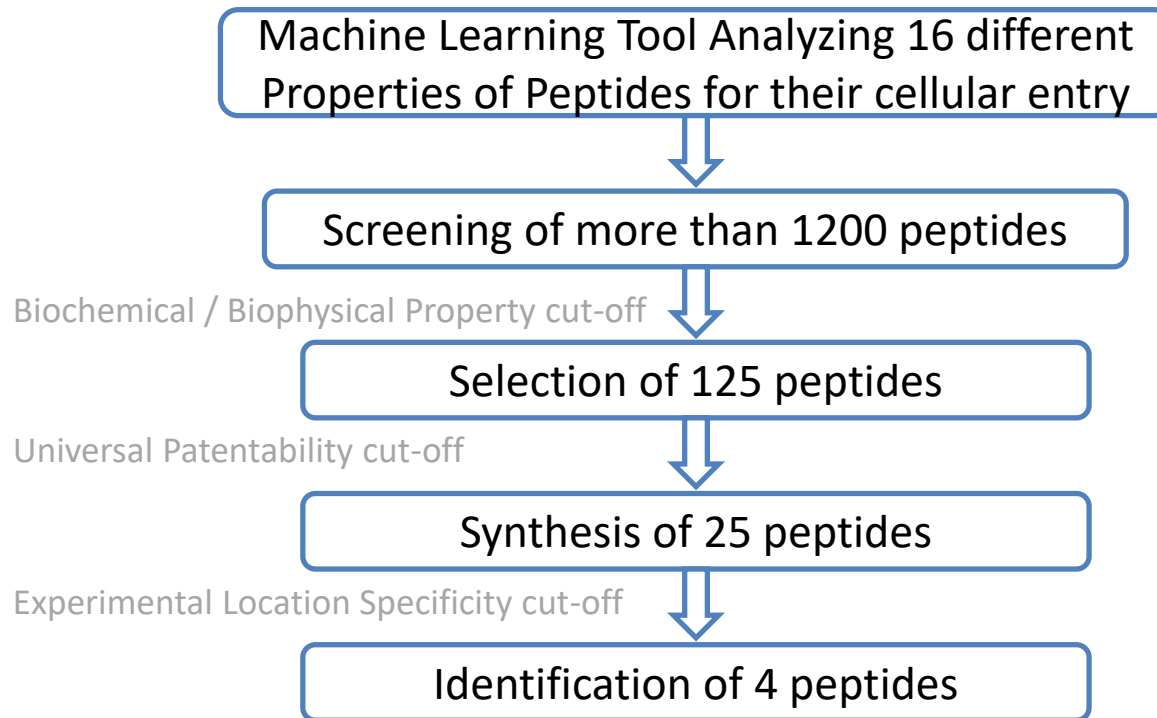 Machine Learning Tool Analyzing 16 different
Properties of Peptides for their cellular entry
Screening of more than 1200 peptides
Biochemical / Biophysical Property cut-off
Selection of 125 peptides
Universal Patentability cut-off
Synthesis of 25 peptides
Experimental Location Specificity cut-off
Identification of 4 peptides